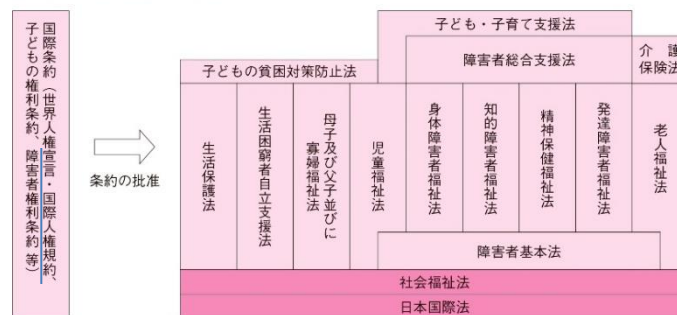 国際条約（世界人権宣言・国際人権規約、
子どもの権利条約、障害者権利条約 等）
条約の批准
子ども・子育て支援法
障害者総合支援法
介護
保険法
子どもの貧困対策防止法
生活保護法
生活困窮者自立支援法
母子及び父子並びに
寡婦福祉法
児童福祉法
身体障害者福祉法
知的障害者福祉法
精神保健福祉法
発達障害者福祉法
老人福祉法
障害者基本法
社会福祉法
日本国際法